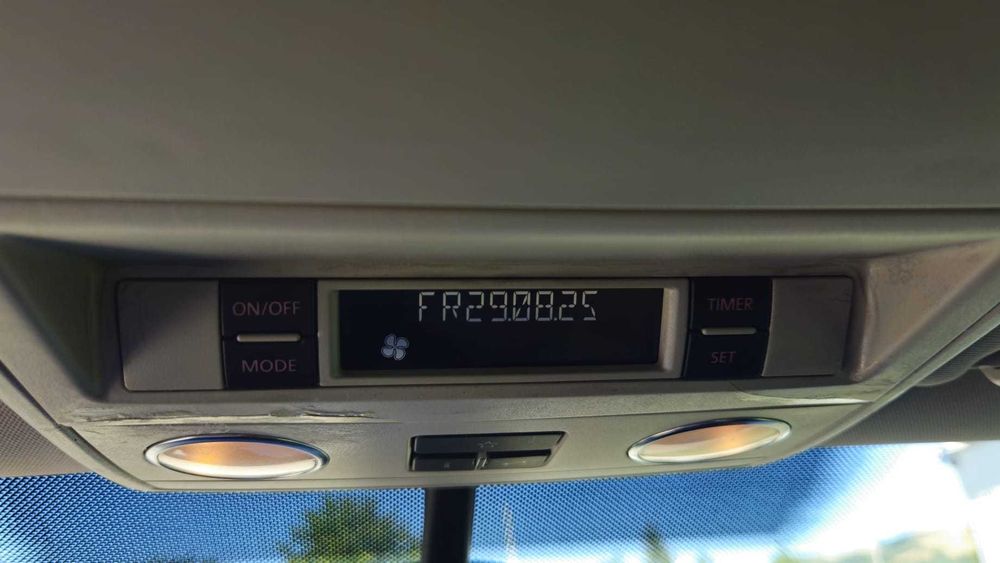 ON/OFF
MODE
FR29.08.25
TIMER
SET